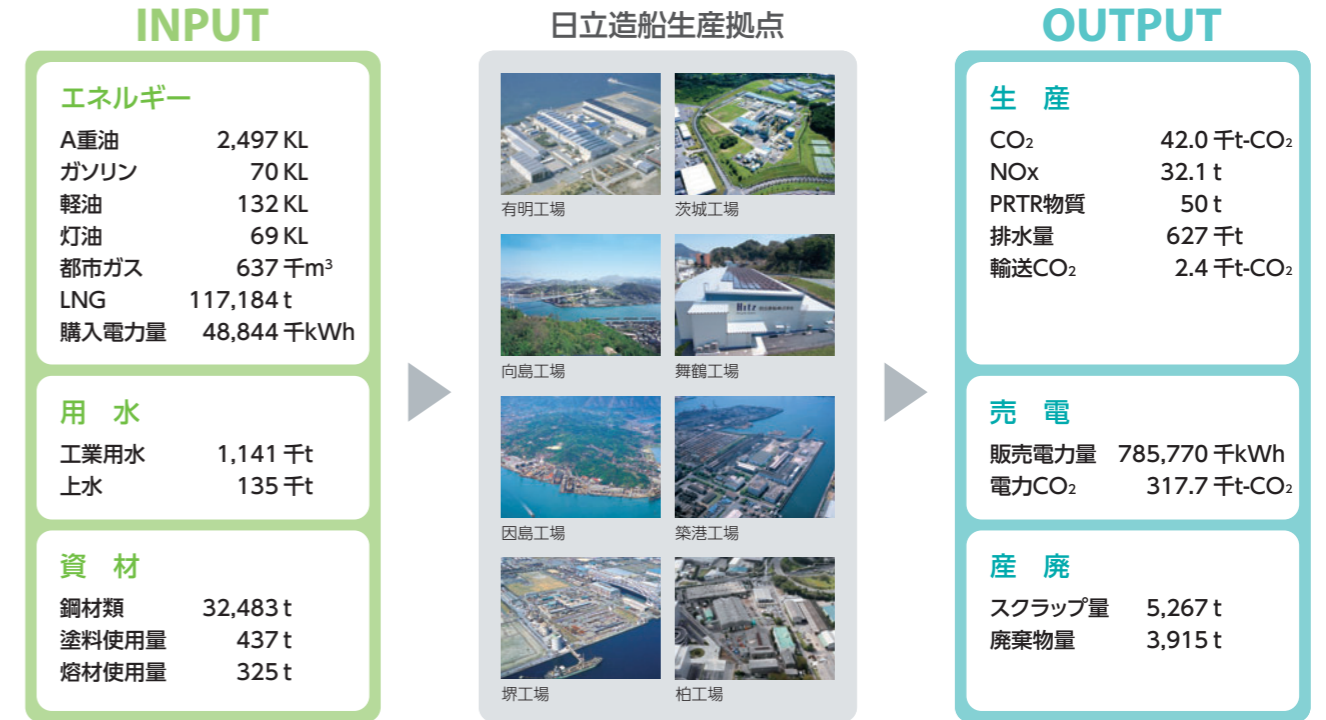 INPUT
エネルギー
A重油 2,497 KL
ガソリン 70 KL
軽油 132 KL
灯油 69 KL
都市ガス 637 千m³
LNG 117,184 t
購入電力量 48,844 千kWh
用 水
工業用水 1,141 千t
上水 135 千t
資 材
鋼材類 32,483 t
塗料使用量 437 t
熔材使用量 325 t
日立造船生産拠点
有明工場 茨城工場
Hitz
向島工場 舞鶴工場
因島工場 築港工場
堺工場 柏工場
OUTPUT
生 産
CO₂ 42.0 千t-CO₂
NOx 32.1 t
PRTR物質 50 t
排水量 627 千t
輸送CO₂ 2.4 千t-CO₂
売 電
販売電力量 785,770 千kWh
電力CO₂ 317.7 千t-CO₂
産 廃
スクラップ量 5,267 t
廃棄物量 3,915 t